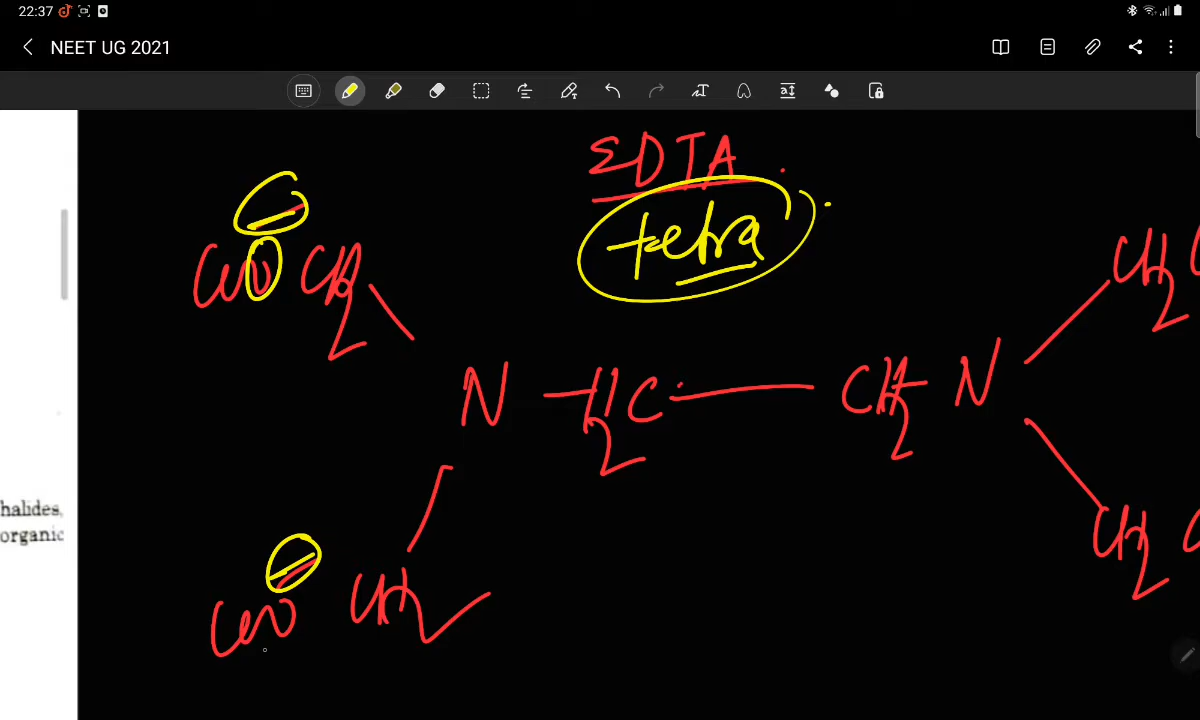 22:37
NEET UG 2021
EDTA
tetra
COO CH2
CH2
N - H2C - CH2 - N
halides,
organic
COO CH2
CH2